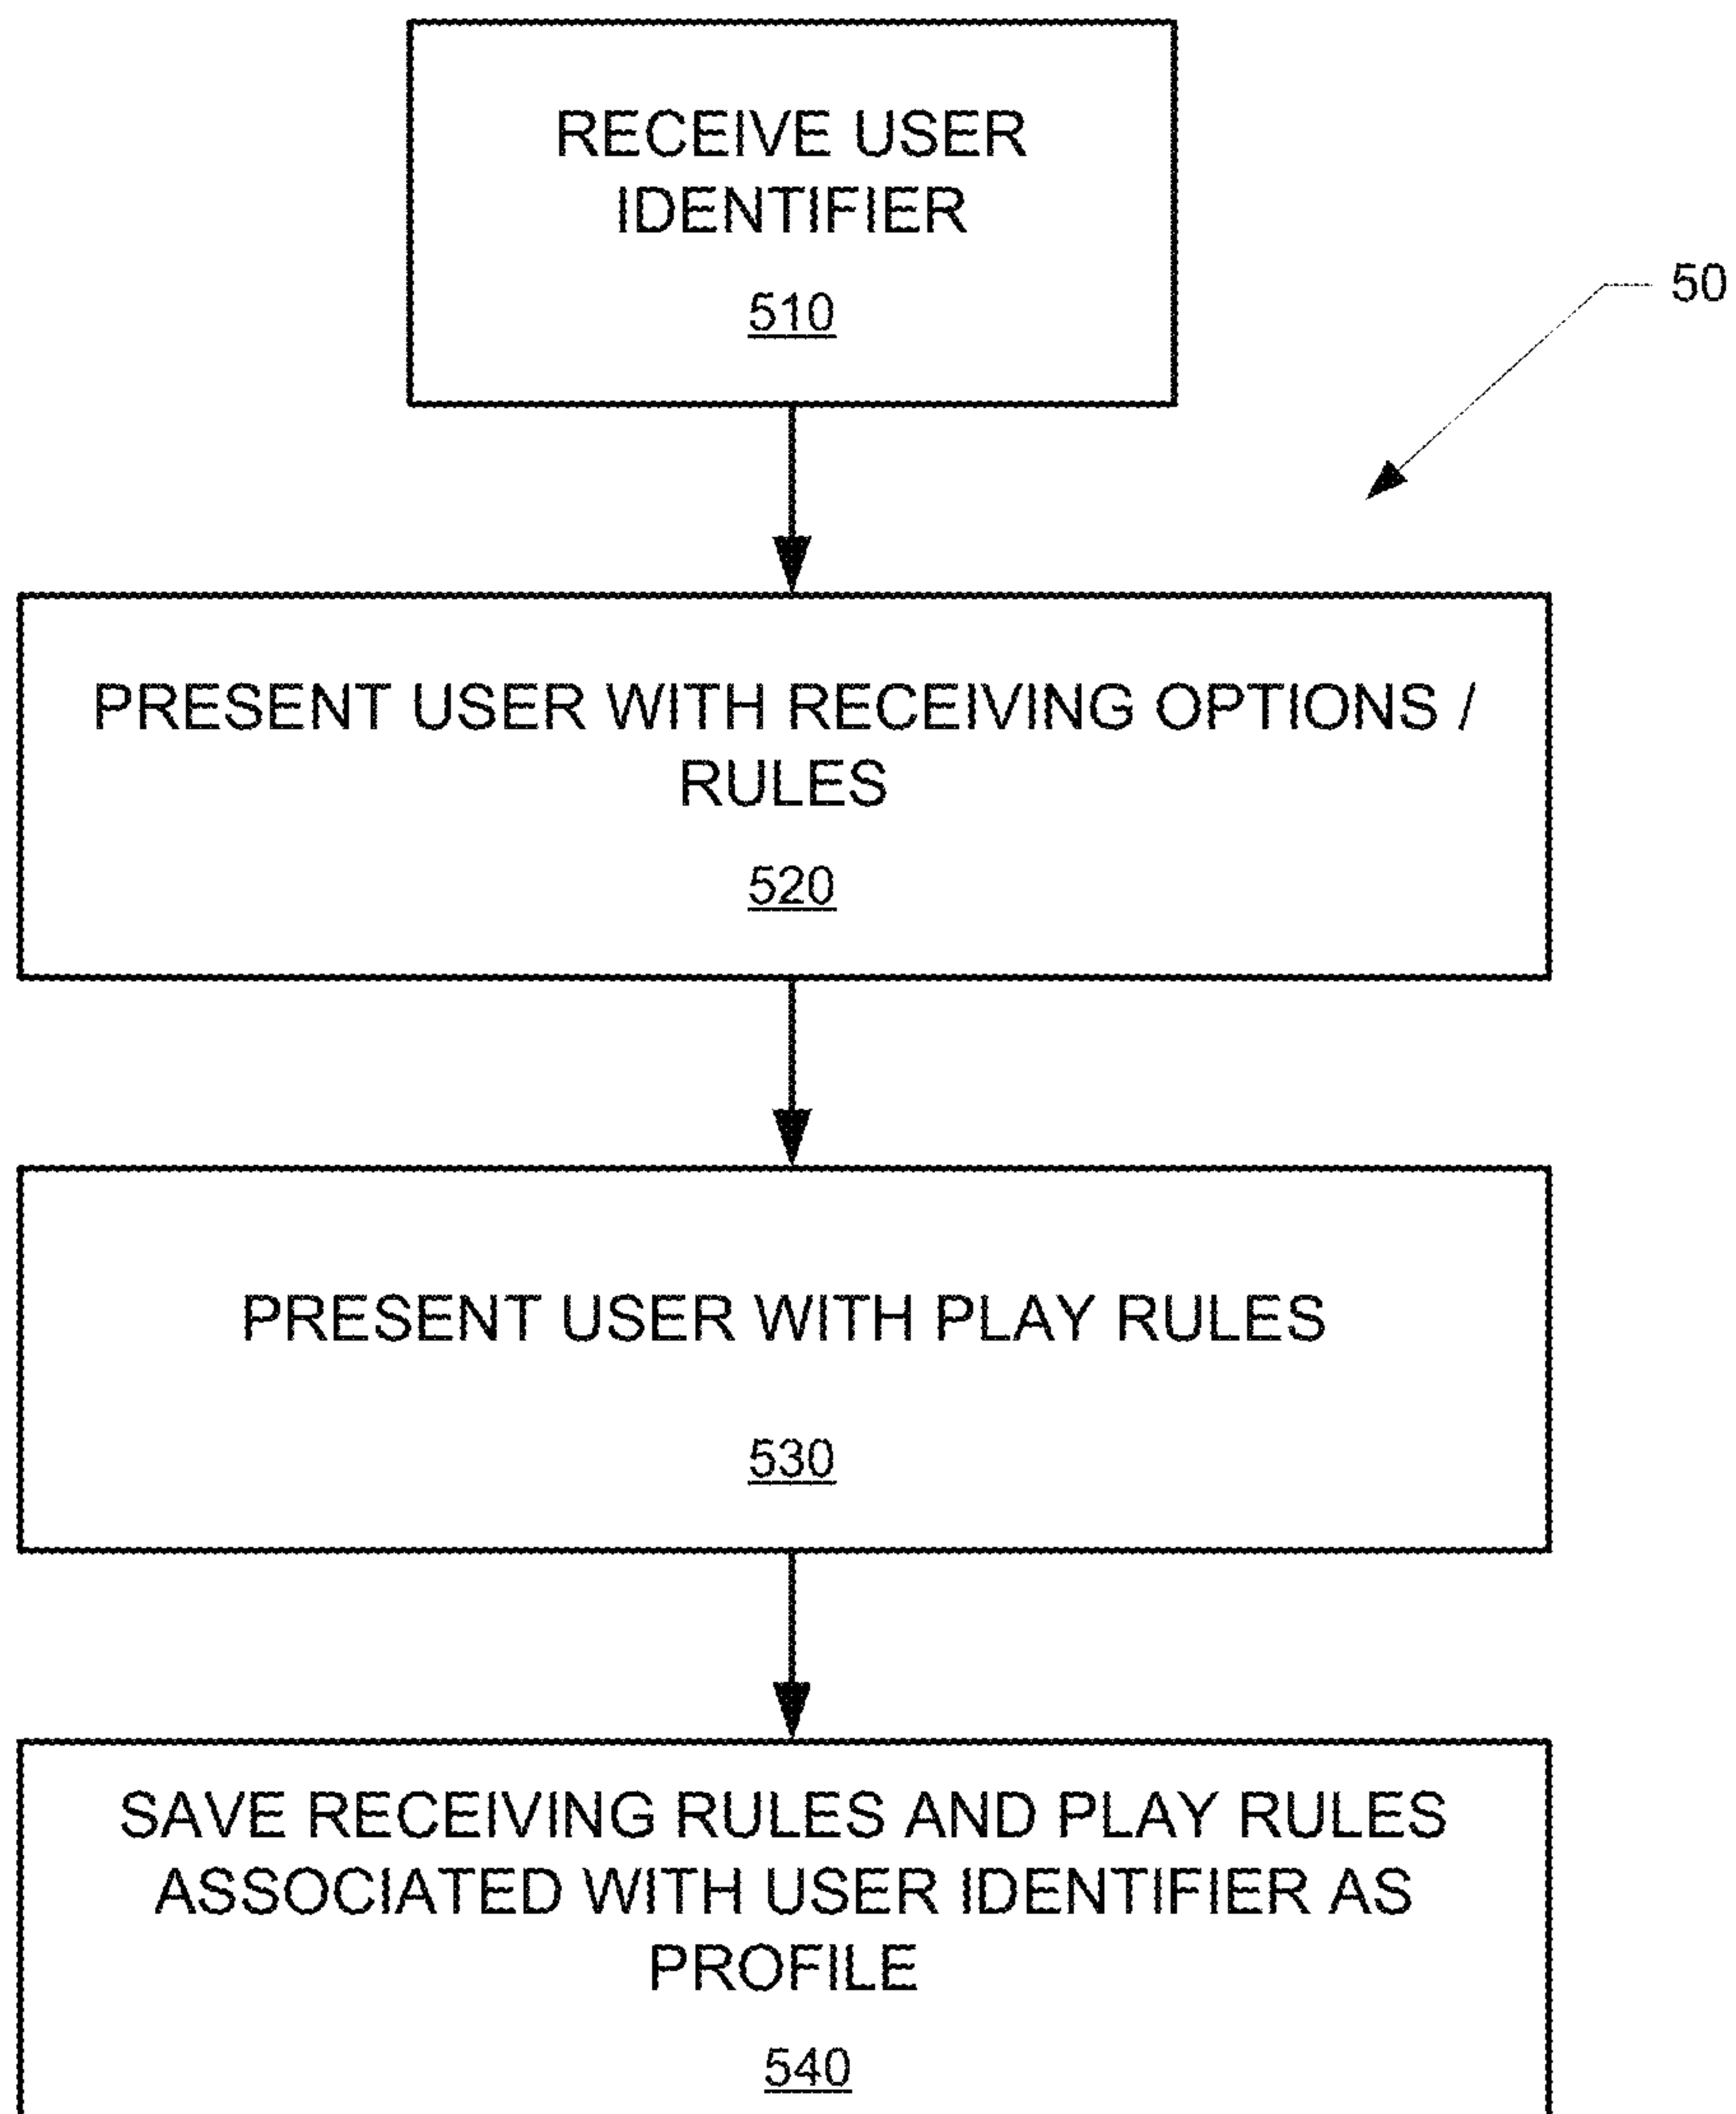 RECEIVE USER
IDENTIFIER
510
50
PRESENT USER WITH RECEIVING OPTIONS /
RULES
520
PRESENT USER WITH PLAY RULES
530
SAVE RECEIVING RULES AND PLAY RULES
ASSOCIATED WITH USER IDENTIFIER AS
PROFILE
540